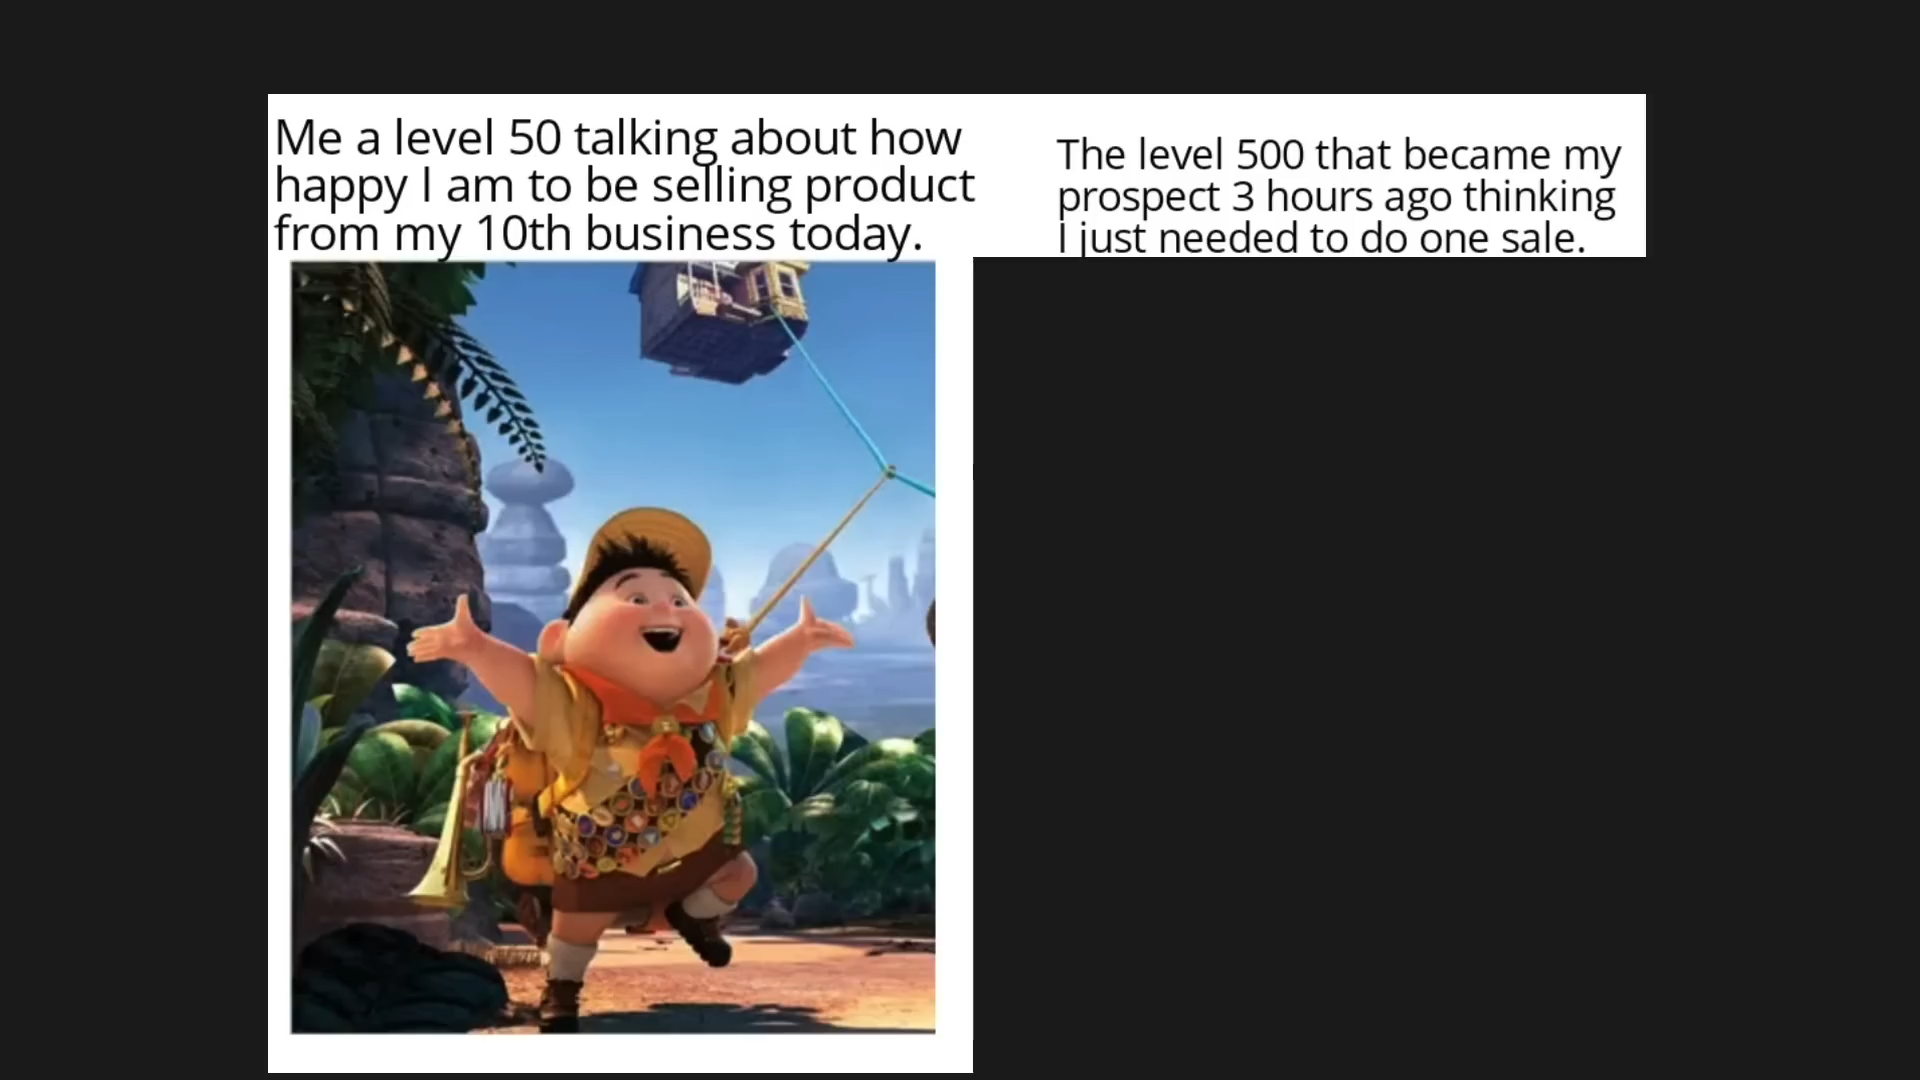 Me a level 50 talking about how
happy I am to be selling product
from my 10th business today.
The level 500 that became my
prospect 3 hours ago thinking
I just needed to do one sale.